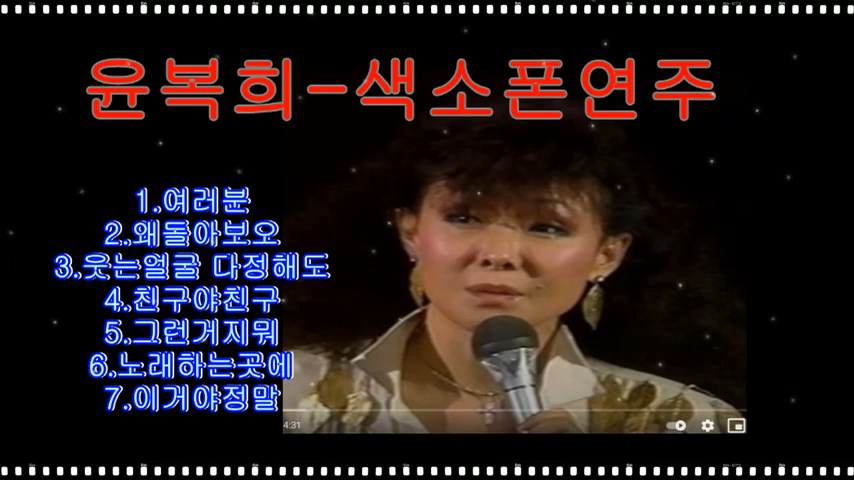 윤복희-색소폰연주
1.여러분
2.왜돌아보오
3.웃는얼굴 다정해도
4.친구야친구
5.그런거지뭐
6.노래하는곳에
7.이거야정말
4:31